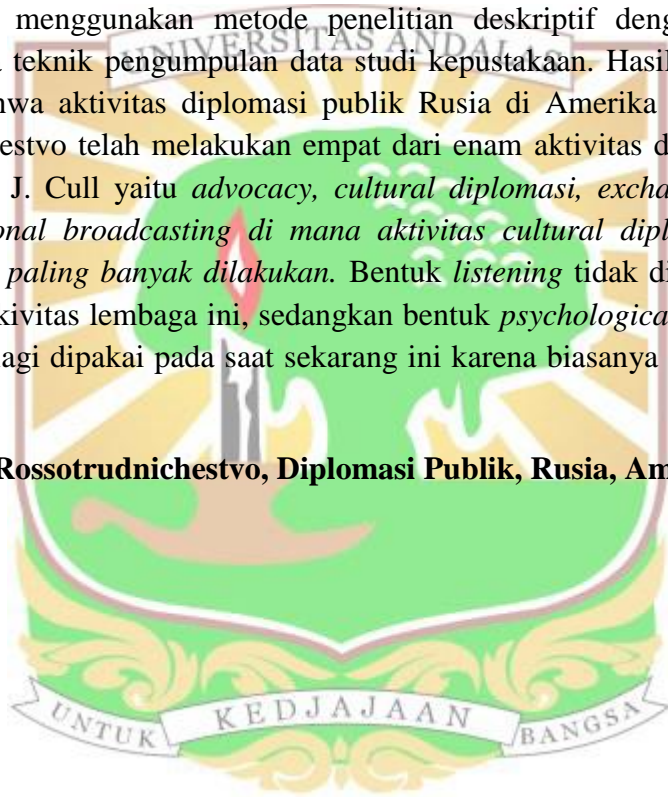 menggunakan metode penelitian deskriptif deng
UNIVERSITAS ANDALAS
teknik pengumpulan data studi kepustakaan. Hasil
hwa aktivitas diplomasi publik Rusia di Amerika
estvo telah melakukan empat dari enam aktivitas d
J. Cull yaitu advocacy, cultural diplomasi, excha
onal broadcasting di mana aktivitas cultural dipl
paling banyak dilakukan. Bentuk listening tidak di
kivitas lembaga ini, sedangkan bentuk psychologica
lagi dipakai pada saat sekarang ini karena biasanya
Rossotrudnichestvo, Diplomasi Publik, Rusia, Am
UNTUK KEDJAJAAN BANGSA